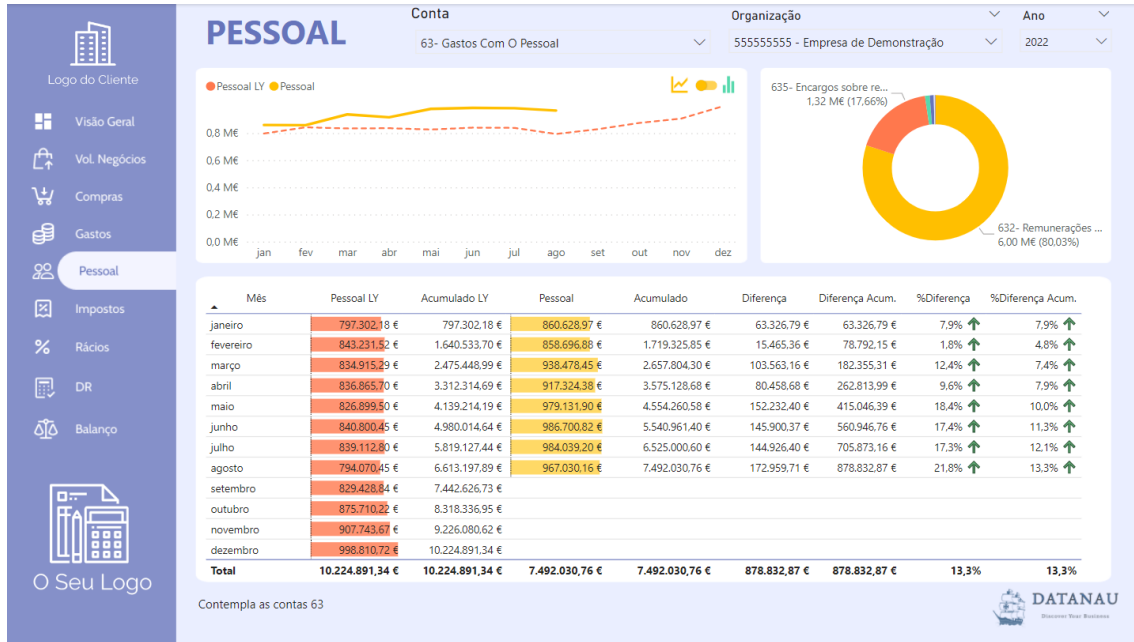 Logo do Cliente
Visão Geral
Vol. Negócios
Compras
Gastos
Pessoal
Impostos
Rácios
DR
Balanço
O Seu Logo
PESSOAL
Conta
63- Gastos Com O Pessoal
Organização
555555555 - Empresa de Demonstração
Ano
2022
Pessoal LY Pessoal
0.8 M€
0,6 M€
0,4 M€
0,2 M€
0,0 M€
jan fev mar abr mai jun jul ago set out nov dez
635- Encargos sobre re...
1.32 M€ (17.66%)
632- Remunerações ...
6.00 M€ (80,03%)
Mês Pessoal LY Acumulado LY Pessoal Acumulado Diferença Diferença Acum. %Diferença %Diferença Acum.
janeiro 797.302,18 € 797.302,18 € 860.628,97 € 860.628,97 € 63.326,79 € 63.326,79 € 7.9% 7.9%
fevereiro 843.231,52 € 1.640.533,70 € 858.696,88 € 1.719.325,85 € 15.465,36 € 78.792,15 € 1.8% 4.8%
março 834.915,29 € 2.475.448,99 € 938.478,45 € 2.657.804,30 € 103.563,16 € 182.355,31 € 12,4% 7.4%
abril 836.865,70 € 3.312.314,69 € 917.324,38 € 3.575.128,68 € 80.458,68 € 262.813,99 € 9,6% 7,9%
maio 826.899,50 € 4.139.214,19 € 979.131,90 € 4.554.260,58 € 152.232,40 € 415.046,39 € 18,4% 10,0%
junho 840.800,45 € 4.980.014,64 € 986.700,82 € 5.540.961,40 € 145.900,37 € 560.946,76 € 17.4% 11,3%
julho 839.112,80 € 5.819.127,44 € 984.039,20 € 6.525.000,60 € 144.926,40 € 705.873,16 € 17,3% 12,1%
agosto 794.070,45 € 6.613.197,89 € 967.030,16 € 7.492.030,76 € 172.959,71 € 878.832,87 € 21,8% 13,3%
setembro 829.428,84 € 7.442.626,73 €
outubro 875.710,22 € 8.318.336,95 €
novembro 907.743,67 € 9.226.080,62 €
dezembro 998.810,72 € 10.224.891,34 €
Total 10.224.891,34 € 10.224.891,34 € 7.492.030,76 € 7.492.030,76 € 878.832,87 € 878.832,87 € 13,3% 13,3%
Contempla as contas 63
DATANAU
Discover Your Business